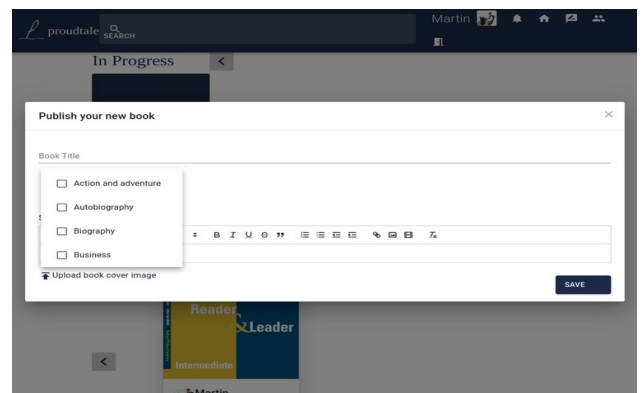 proudtale
SEARCH
Martin
In Progress
Publish your new book
Book Title
Action and adventure
Autobiography
Biography
Business
S
B I U S
Upload book cover image
SAVE
Reader
& Leader
Intermediate
Martin